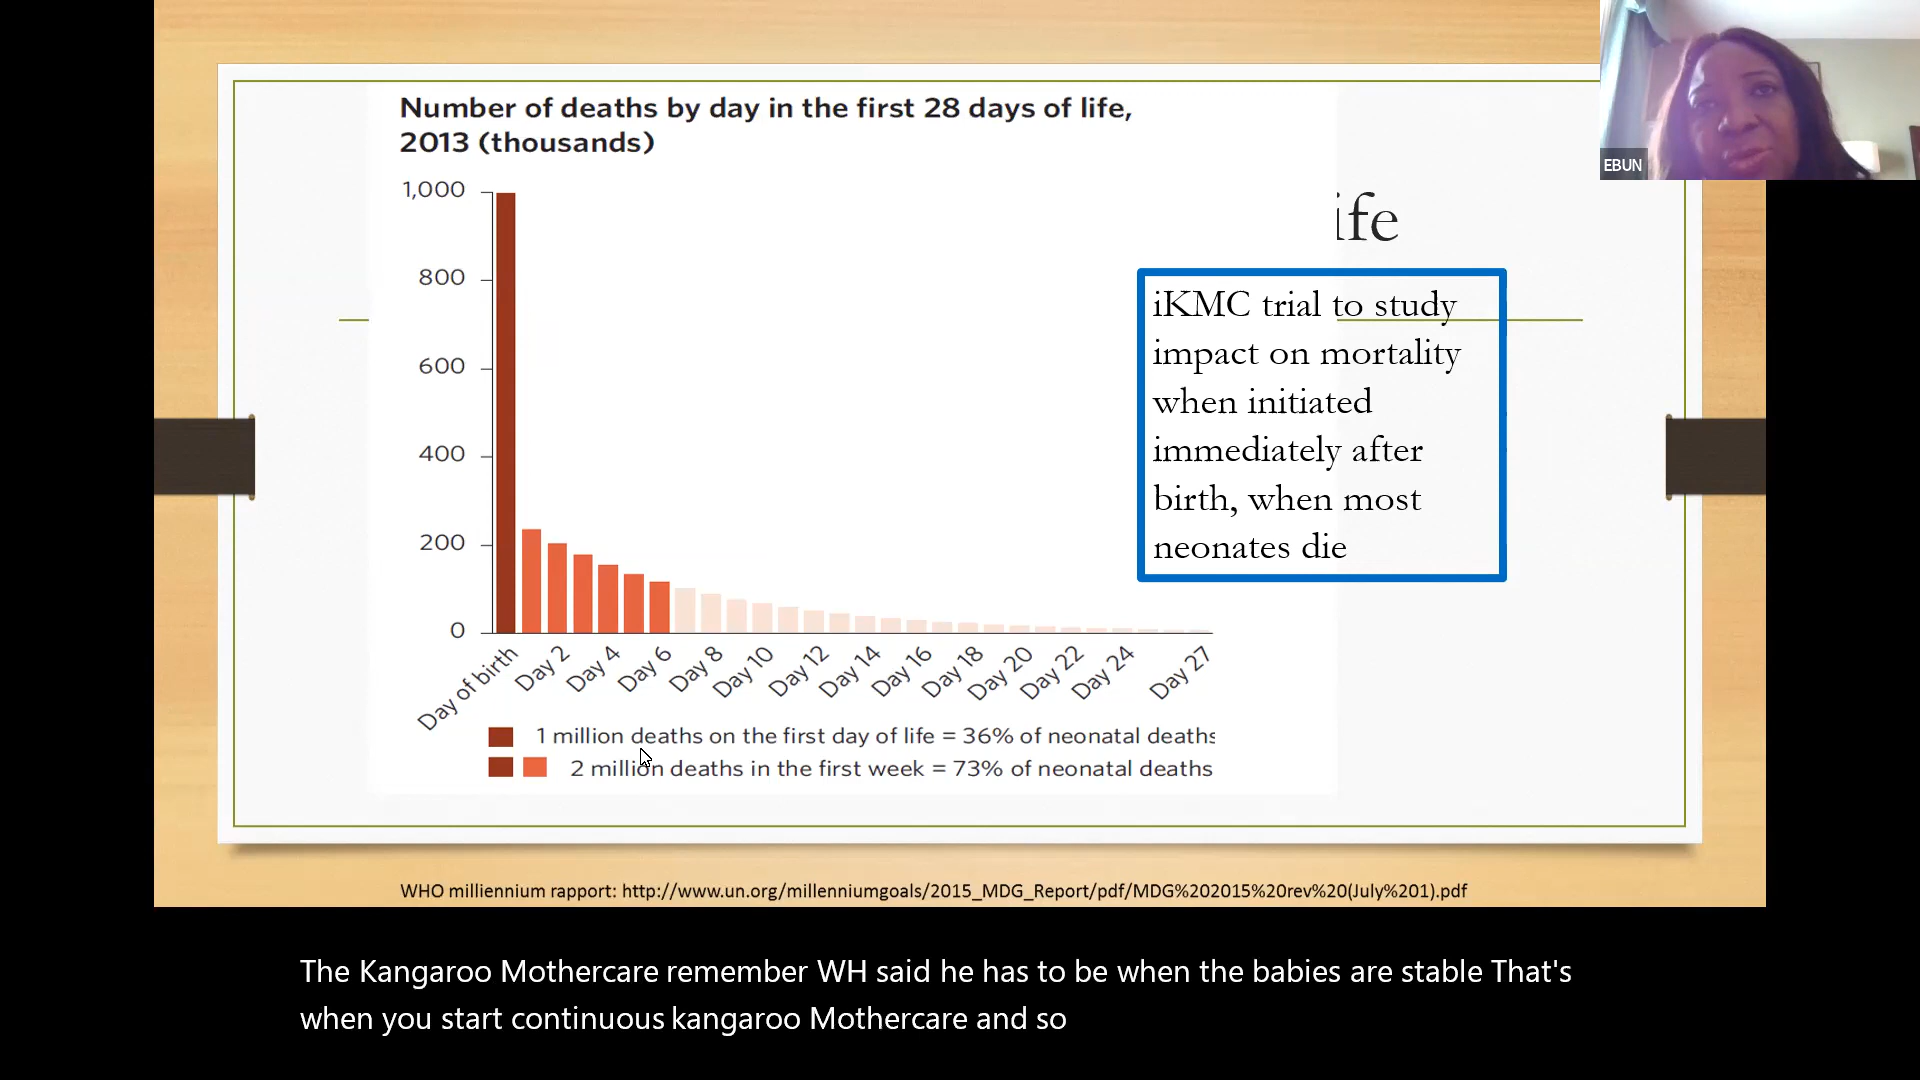 Number of deaths by day in the first 28 days of life,
2013 (thousands)
EBUN
ife
1,000
800
600
400
200
0
iKMC trial to study
impact on mortality
when initiated
immediately after
birth, when most
neonates die
Day of birth
Day 2
Day 4
Day 6
Day 8
Day 10
Day 12
Day 14
Day 16
Day 18
Day 20
Day 22
Day 24
Day 27
1 million deaths on the first day of life = 36% of neonatal deaths
2 million deaths in the first week = 73% of neonatal deaths
WHO milliennium rapport: http://www.un.org/millenniumgoals/2015_MDG_Report/pdf/MDG%202015%20rev%20(July%201).pdf
The Kangaroo Mothercare remember WH said he has to be when the babies are stable That's
when you start continuous kangaroo Mothercare and so